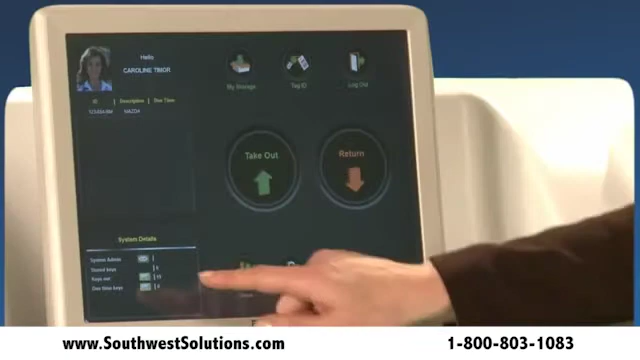 Hello
CAROLINE TIMOR
My Storage
Tag ID
Log Out
ID | Description | Due Time
MAZDA
Take Out
Return
System Details
System Admin
Stored keys
Keys out
Due time keys
www.SouthwestSolutions.com
1-800-803-1083